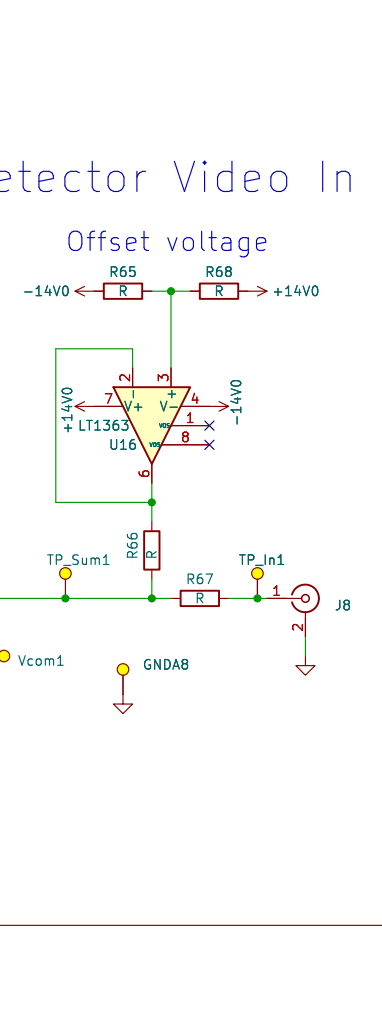 etector Video In
Offset voltage
R65 R68
-14V0 R R +14V0
2 3
- +
+14V0 7 V+ V- 4 -14V0
LT1363 VOS 1
U16 VOS 8
6
R66 R
TP_Sum1 TP_In1
R67
R 1
J8
2
Vcom1 GNDA8